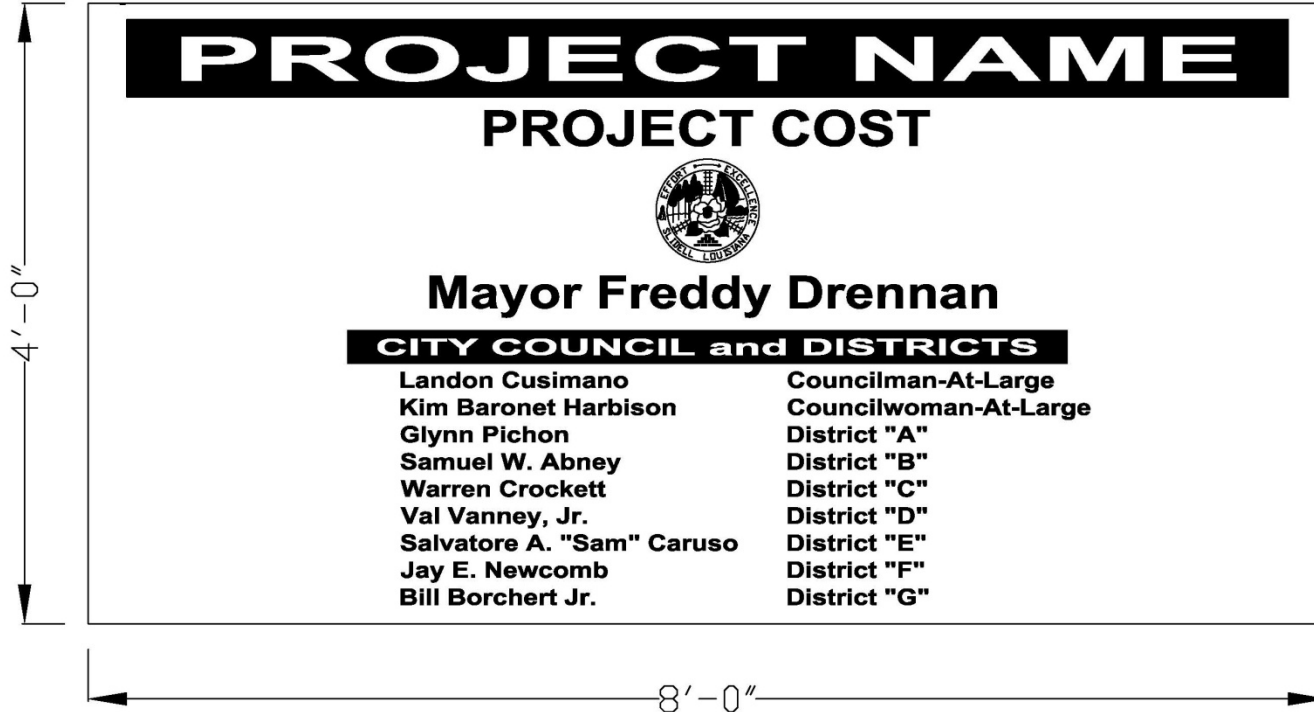 PROJECT NAME
PROJECT COST
EFFORT EXCELLENCE
SLIDELL LOUISIANA
Mayor Freddy Drennan
CITY COUNCIL and DISTRICTS
Landon Cusimano Councilman-At-Large
Kim Baronet Harbison Councilwoman-At-Large
Glynn Pichon District "A"
Samuel W. Abney District "B"
Warren Crockett District "C"
Val Vanney, Jr. District "D"
Salvatore A. "Sam" Caruso District "E"
Jay E. Newcomb District "F"
Bill Borchert Jr. District "G"
4'-0"
8'-0"